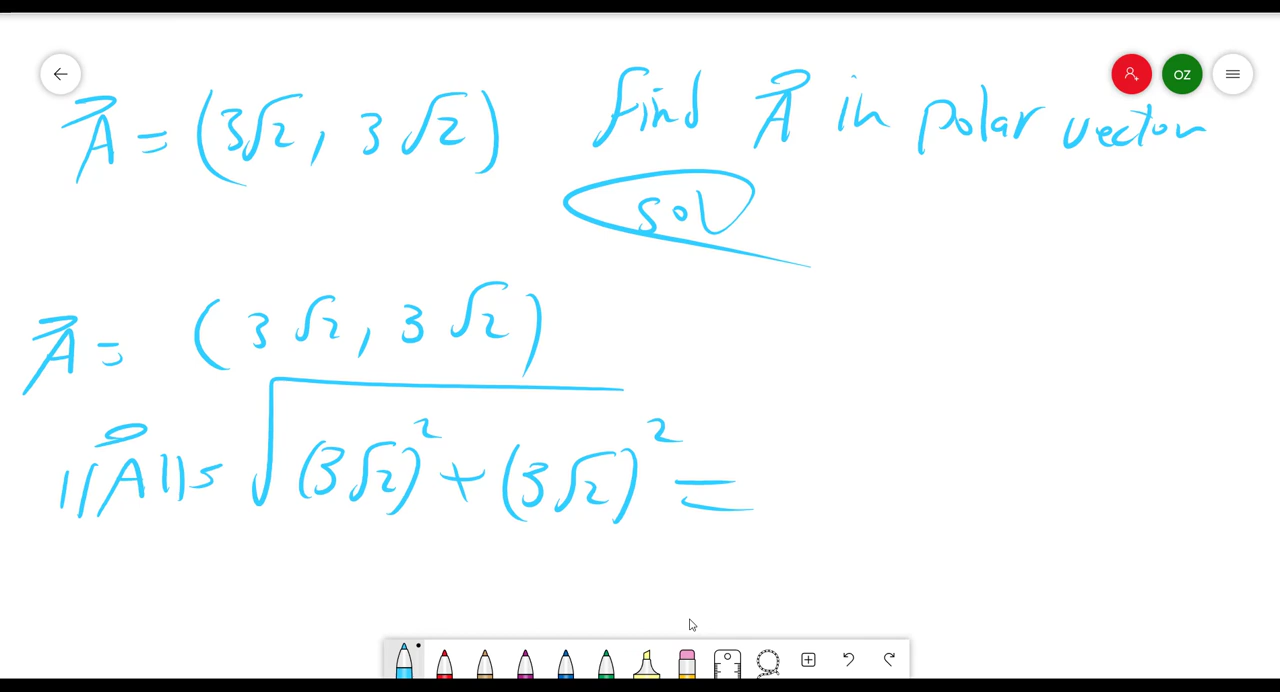 A⃗ = (3√2, 3√2) find A⃗ in polar vector
sol
A⃗ = (3√2, 3√2)
||A⃗|| = √(3√2)² + (3√2)² =
OZ